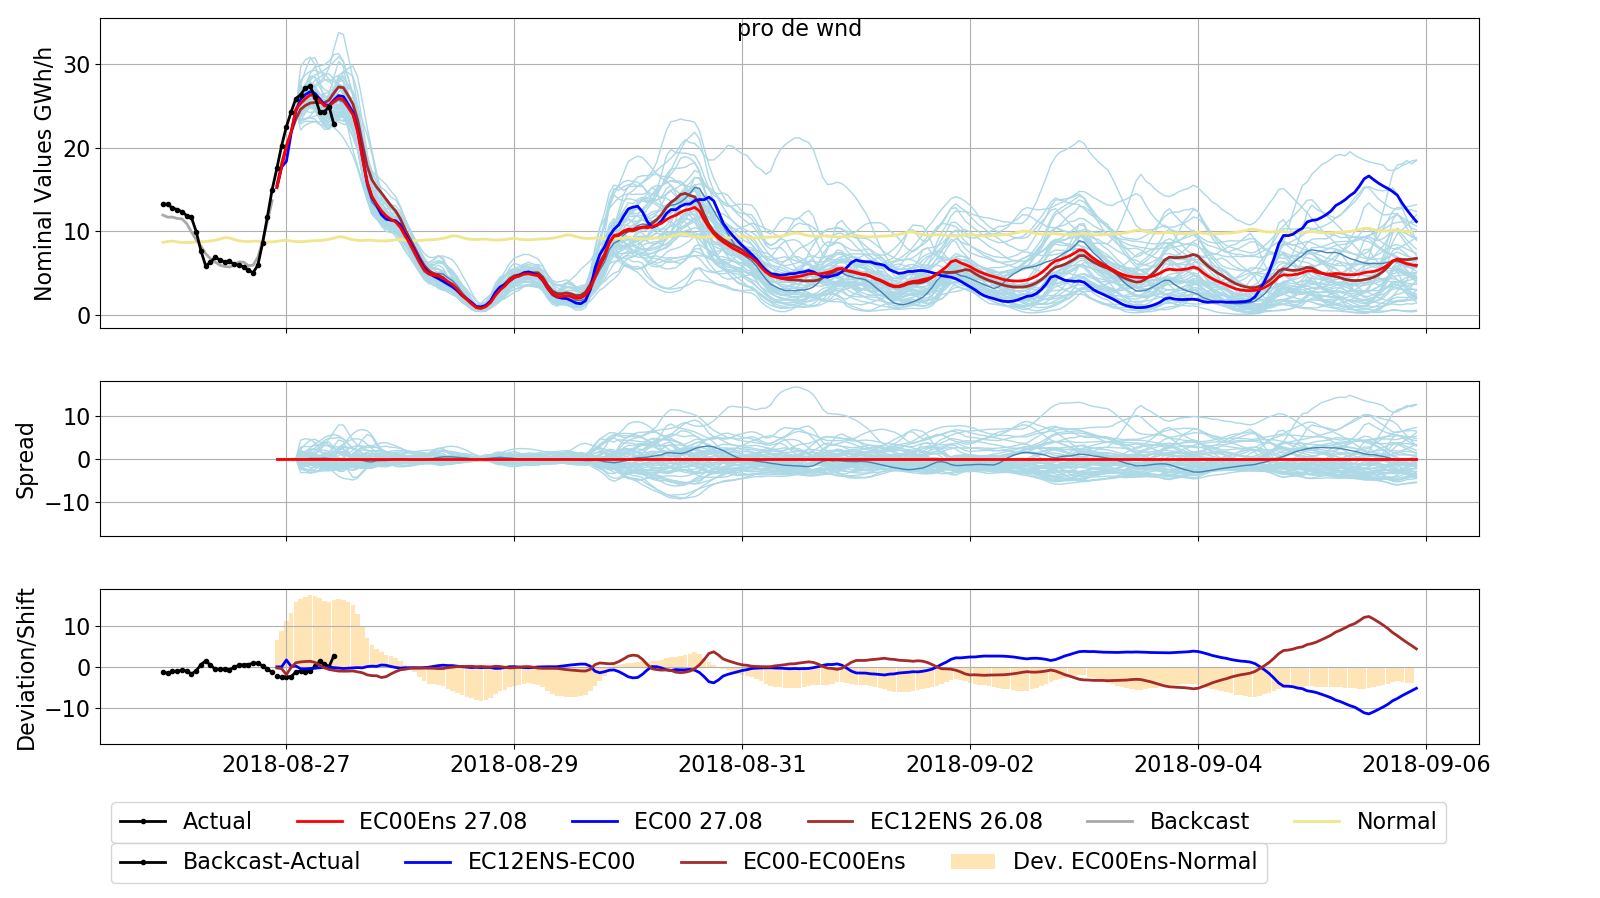 pro de wnd
Nominal Values GWh/h
30
20
10
0
Spread
10
0
−10
Deviation/Shift
10
0
−10
2018-08-27 2018-08-29 2018-08-31 2018-09-02 2018-09-04 2018-09-06
Actual EC00Ens 27.08 EC00 27.08 EC12ENS 26.08 Backcast Normal
Backcast-Actual EC12ENS-EC00 EC00-EC00Ens Dev. EC00Ens-Normal